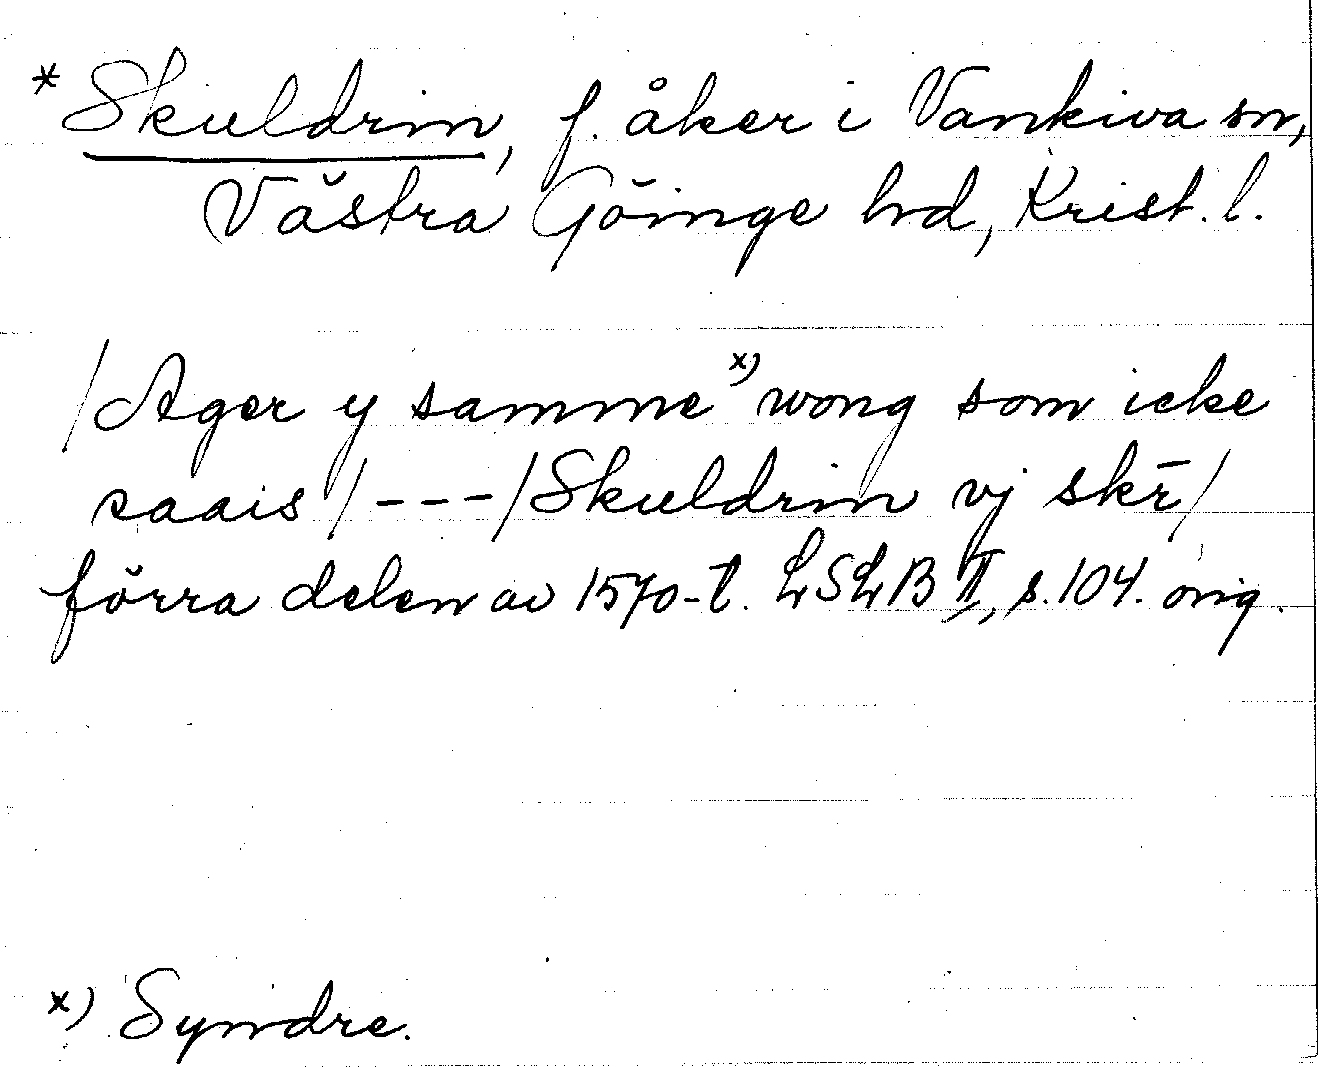 * Skuldrin, f. åker i Vankiva sn,
Västra Göinge hd, Krist. l.
/Ager y samme x) wong som icke
saais/---/Skuldrin vj skr̄/
förra delen av 1570-t. LSLB II, s. 104. orig.
x) Syndre.